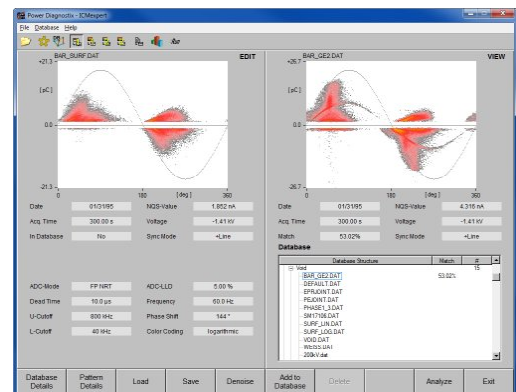 Power Diagnostix - ICMexpert
File Database Help
BAR_SURF.DAT EDIT
+21.3
[pC]
0.0
-21.3
0 180 [deg] 360
Date 01/31/95 NQS-Value 1.852 nA
Acq. Time 300.00 s Voltage -1.41 kV
In Database No Sync Mode +Line
ADC-Mode FP NRT ADC-LLD 5.00 %
Dead Time 10.0 µs Frequency 60.0 Hz
U-Cutoff 800 kHz Phase Shift 144 °
L-Cutoff 40 kHz Color Coding logarithmic
BAR_GE2.DAT VIEW
+26.7
[pC]
0.0
-26.7
0 180 [deg] 360
Date 01/31/95 NQS-Value 4.316 nA
Acq. Time 300.00 s Voltage -1.41 kV
Match 53.02% Sync Mode +Line
Database
Database Structure Match #
Void 15
BAR_GE2.DAT 53.02%
DEFAULT.DAT
EPRJOINT.DAT
PEJOINT.DAT
PHASE1_3.DAT
SM17106.DAT
SURF_LIN.DAT
SURF_LOG.DAT
VOID.DAT
WEISS.DAT
200kV.dat
Database Details Pattern Details Load Save Denoise Add to Database Delete Analyze Exit